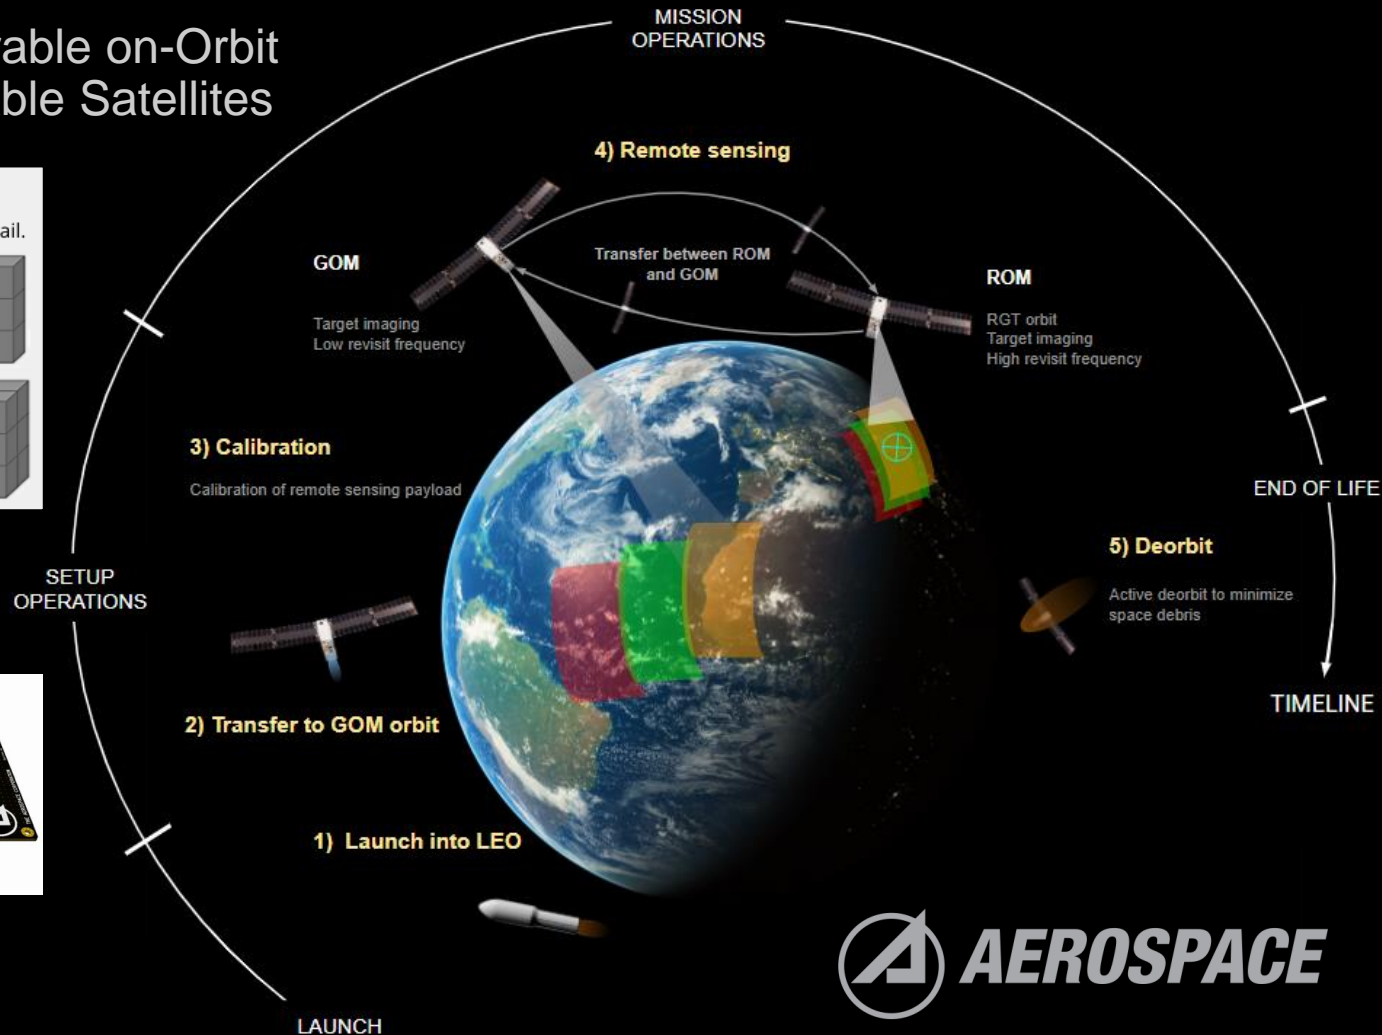 able on-Orbit
ble Satellites
ail.
MISSION
OPERATIONS
4) Remote sensing
GOM
Target imaging
Low revisit frequency
Transfer between ROM
and GOM
ROM
RGT orbit
Target imaging
High revisit frequency
3) Calibration
Calibration of remote sensing payload
END OF LIFE
5) Deorbit
Active deorbit to minimize
space debris
SETUP
OPERATIONS
TIMELINE
2) Transfer to GOM orbit
1) Launch into LEO
AEROSPACE
LAUNCH